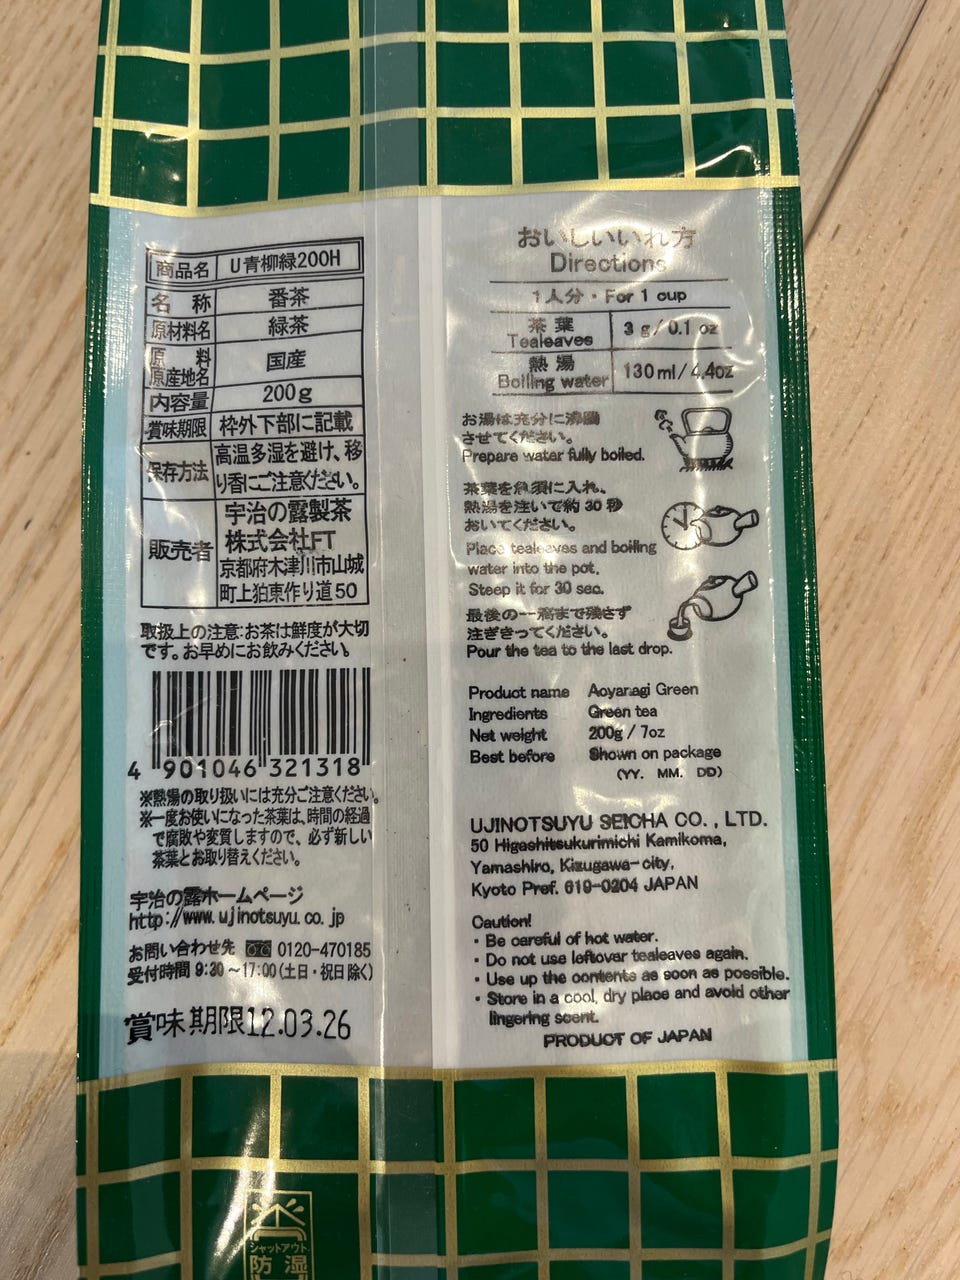 商品名 U青柳緑200H
名 称 番茶
原材料名 緑茶
原 料
原産地名 国産
内容量 200g
賞味期限 枠外下部に記載
保存方法 高温多湿を避け、移
り香にご注意ください。
販売者 宇治の露製茶
株式会社FT
京都府木津川市山城
町上狛東作り道50
取扱上の注意:お茶は鮮度が大切
です。お早めにお飲みください。
4 901046 321318
※熱湯の取り扱いには充分ご注意ください。
※一度お使いになった茶葉は、時間の経過
で腐敗や変質しますので、必ず新しい
茶葉とお取り替えください。
宇治の露ホームページ
http://www.ujinotsuyu.co.jp
お問い合わせ先 0120-470185
受付時間 9:30~17:00(土日・祝日除く)
賞味期限12.03.26
おいしいいれ方
Directions
1人分・For 1 cup
茶葉 3g/0.1 oz
Tealeaves
熱湯 130ml/4.4oz
Boiling water
お湯は充分に沸騰
させてください。
Prepare water fully boiled.
茶葉を急須に入れ、
熱湯を注いで約30秒
おいてください。
Place tealeaves and boiling
water into the pot.
Steep it for 30 sec.
最後の一滴まで残さず
注ぎきってください。
Pour the tea to the last drop.
Product name Aoyanagi Green
Ingredients Green tea
Net weight 200g / 7oz
Best before Shown on package
(YY. MM. DD)
UJINOTSUYU SEICHA CO., LTD.
50 Higashitsukurimichi Kamikoma,
Yamashiro, Kizugawa-city,
Kyoto Pref. 619-0204 JAPAN
Caution!
・Be careful of hot water.
・Do not use leftover tealeaves again.
・Use up the contents as soon as possible.
・Store in a cool, dry place and avoid other
lingering scent.
PRODUCT OF JAPAN
シャットアウト
防湿